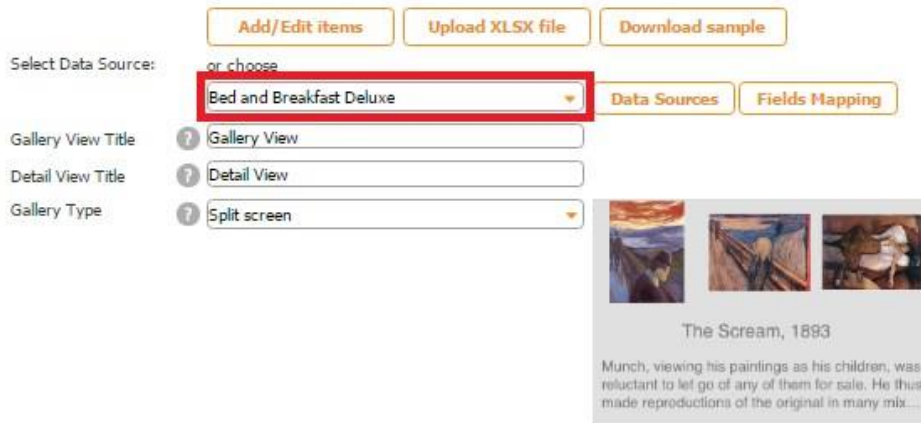 Add/Edit items Upload XLSX file Download sample
Select Data Source: or choose
Bed and Breakfast Deluxe Data Sources Fields Mapping
Gallery View Title ? Gallery View
Detail View Title ? Detail View
Gallery Type ? Split screen
The Scream, 1893
Munch, viewing his paintings as his children, was
reluctant to let go of any of them for sale. He thus
made reproductions of the original in many mix...